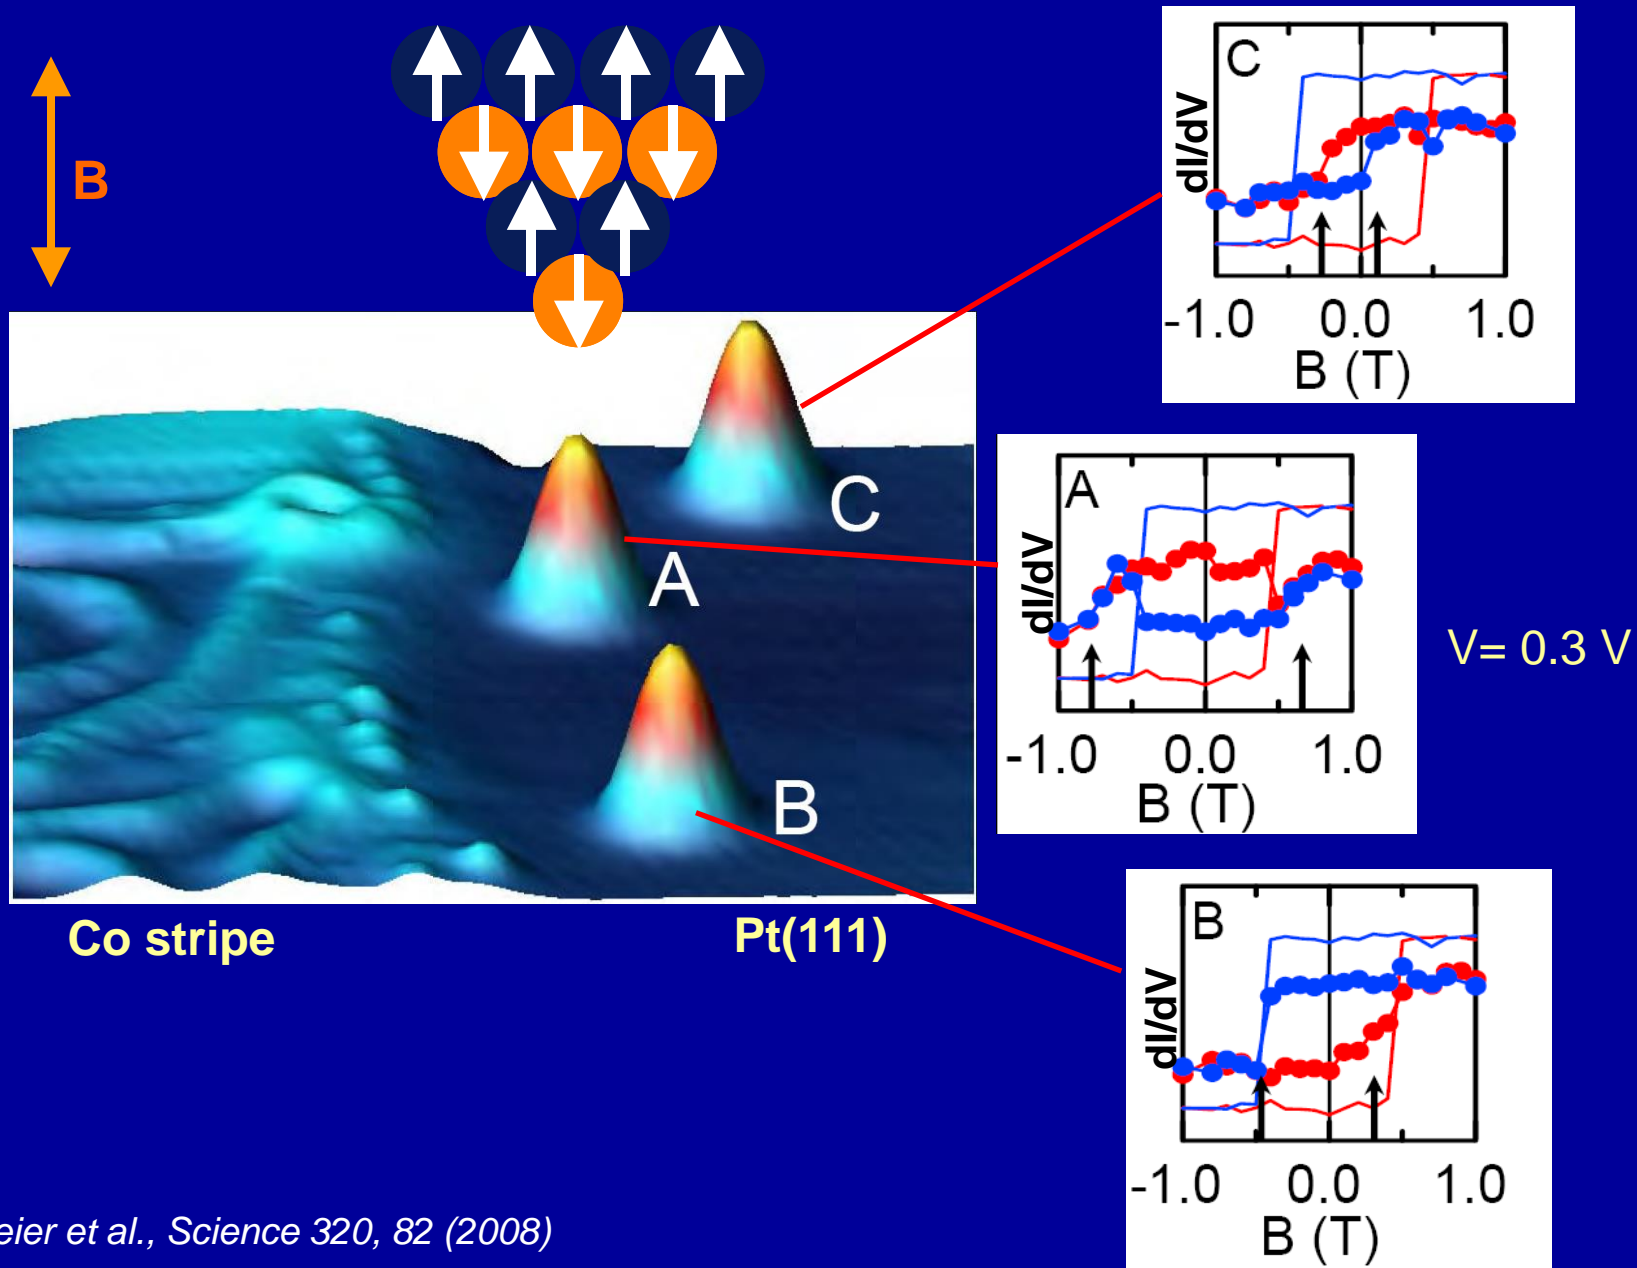 B
C
dI/dV
-1.0 0.0 1.0
B (T)
A
dI/dV
-1.0 0.0 1.0
B (T)
V= 0.3 V
C
A
B
Co stripe
Pt(111)
B
dI/dV
-1.0 0.0 1.0
B (T)
eier et al., Science 320, 82 (2008)